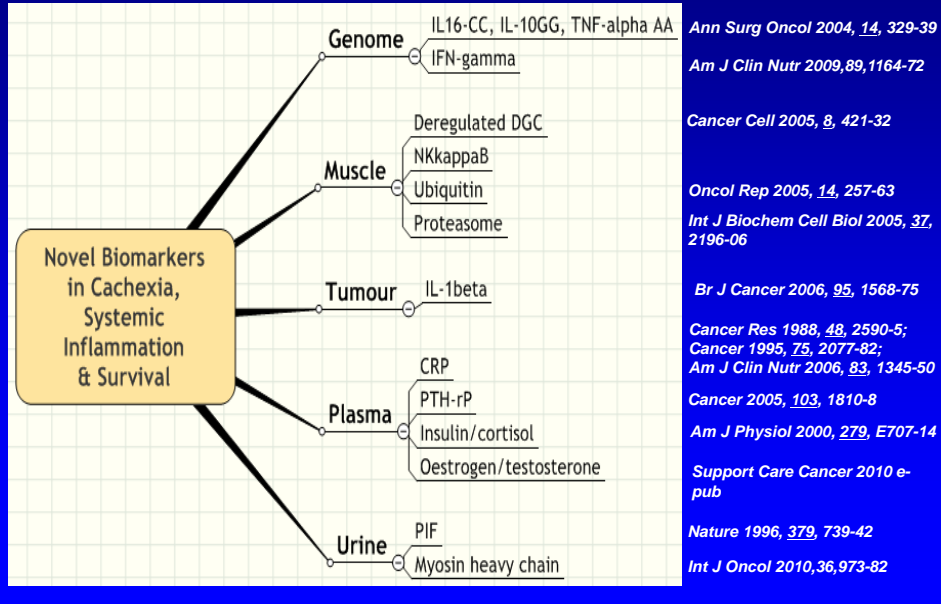 Genome
IL16-CC, IL-10GG, TNF-alpha AA
IFN-gamma
Muscle
Deregulated DGC
NKkappaB
Ubiquitin
Proteasome
Novel Biomarkers
in Cachexia,
Systemic
Inflammation
& Survival
Tumour
IL-1beta
Plasma
CRP
PTH-rP
Insulin/cortisol
Oestrogen/testosterone
Urine
PIF
Myosin heavy chain
Ann Surg Oncol 2004, 14, 329-39
Am J Clin Nutr 2009,89,1164-72
Cancer Cell 2005, 8, 421-32
Oncol Rep 2005, 14, 257-63
Int J Biochem Cell Biol 2005, 37,
2196-06
Br J Cancer 2006, 95, 1568-75
Cancer Res 1988, 48, 2590-5;
Cancer 1995, 75, 2077-82;
Am J Clin Nutr 2006, 83, 1345-50
Cancer 2005, 103, 1810-8
Am J Physiol 2000, 279, E707-14
Support Care Cancer 2010 e-
pub
Nature 1996, 379, 739-42
Int J Oncol 2010,36,973-82